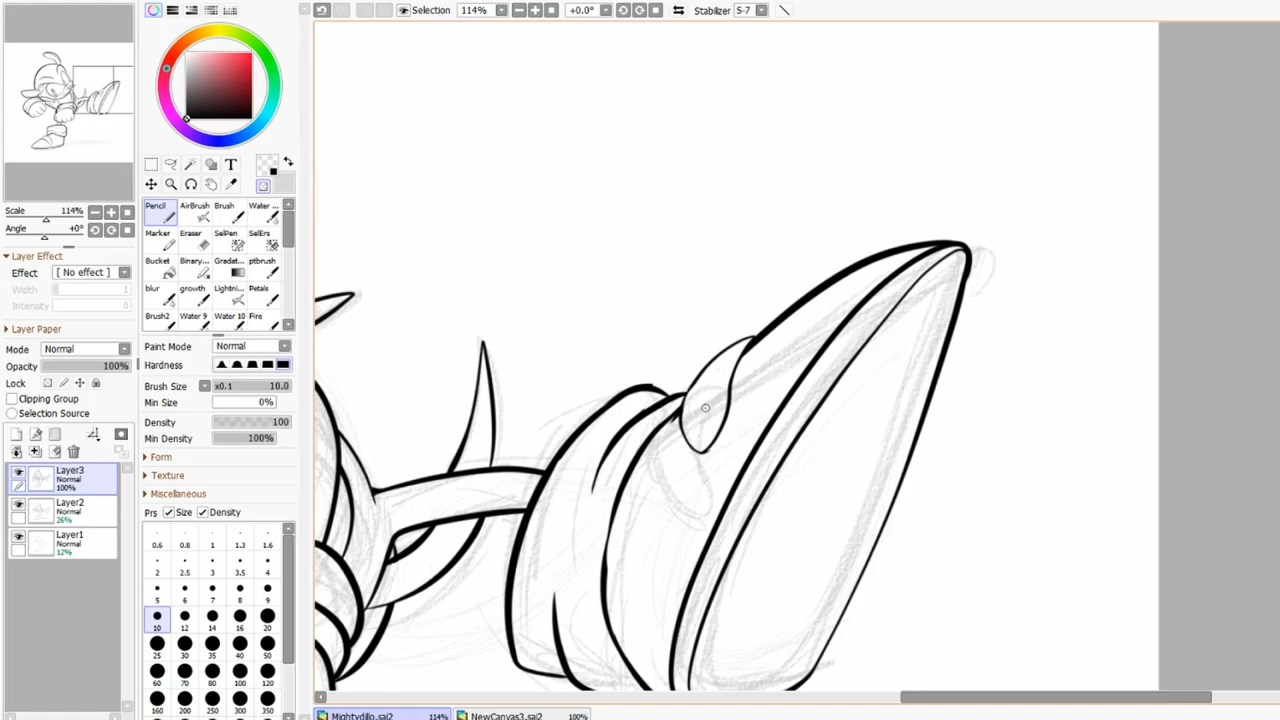 Selection 114% +0.0° Stabilizer S-7
Scale 114%
Angle +0°
Layer Effect
Effect [ No effect ]
Width 1
Intensity 0
Layer Paper
Mode Normal
Opacity 100%
Lock
Clipping Group
Selection Source
Layer3
Normal
100%
Layer2
Normal
26%
Layer1
Normal
12%
T
Pencil AirBrush Brush Water ...
Marker Eraser SelPen SelErs
Bucket Binary... Gradat... ptbrush
blur growth Lightni... Petals
Brush2 Water 9 Water 10 Fire
Paint Mode Normal
Hardness
Brush Size x0.1 10.0
Min Size 0%
Density 100
Min Density 100%
Form
Texture
Miscellaneous
Prs Size Density
0.6 0.8 1 1.3 1.6
2 2.5 3 3.5 4
5 6 7 8 9
10 12 14 16 20
25 30 35 40 50
60 70 80 100 120
160 200 240 300
Mightydillo.sai2 114% NewCanvas3.sai2 100%